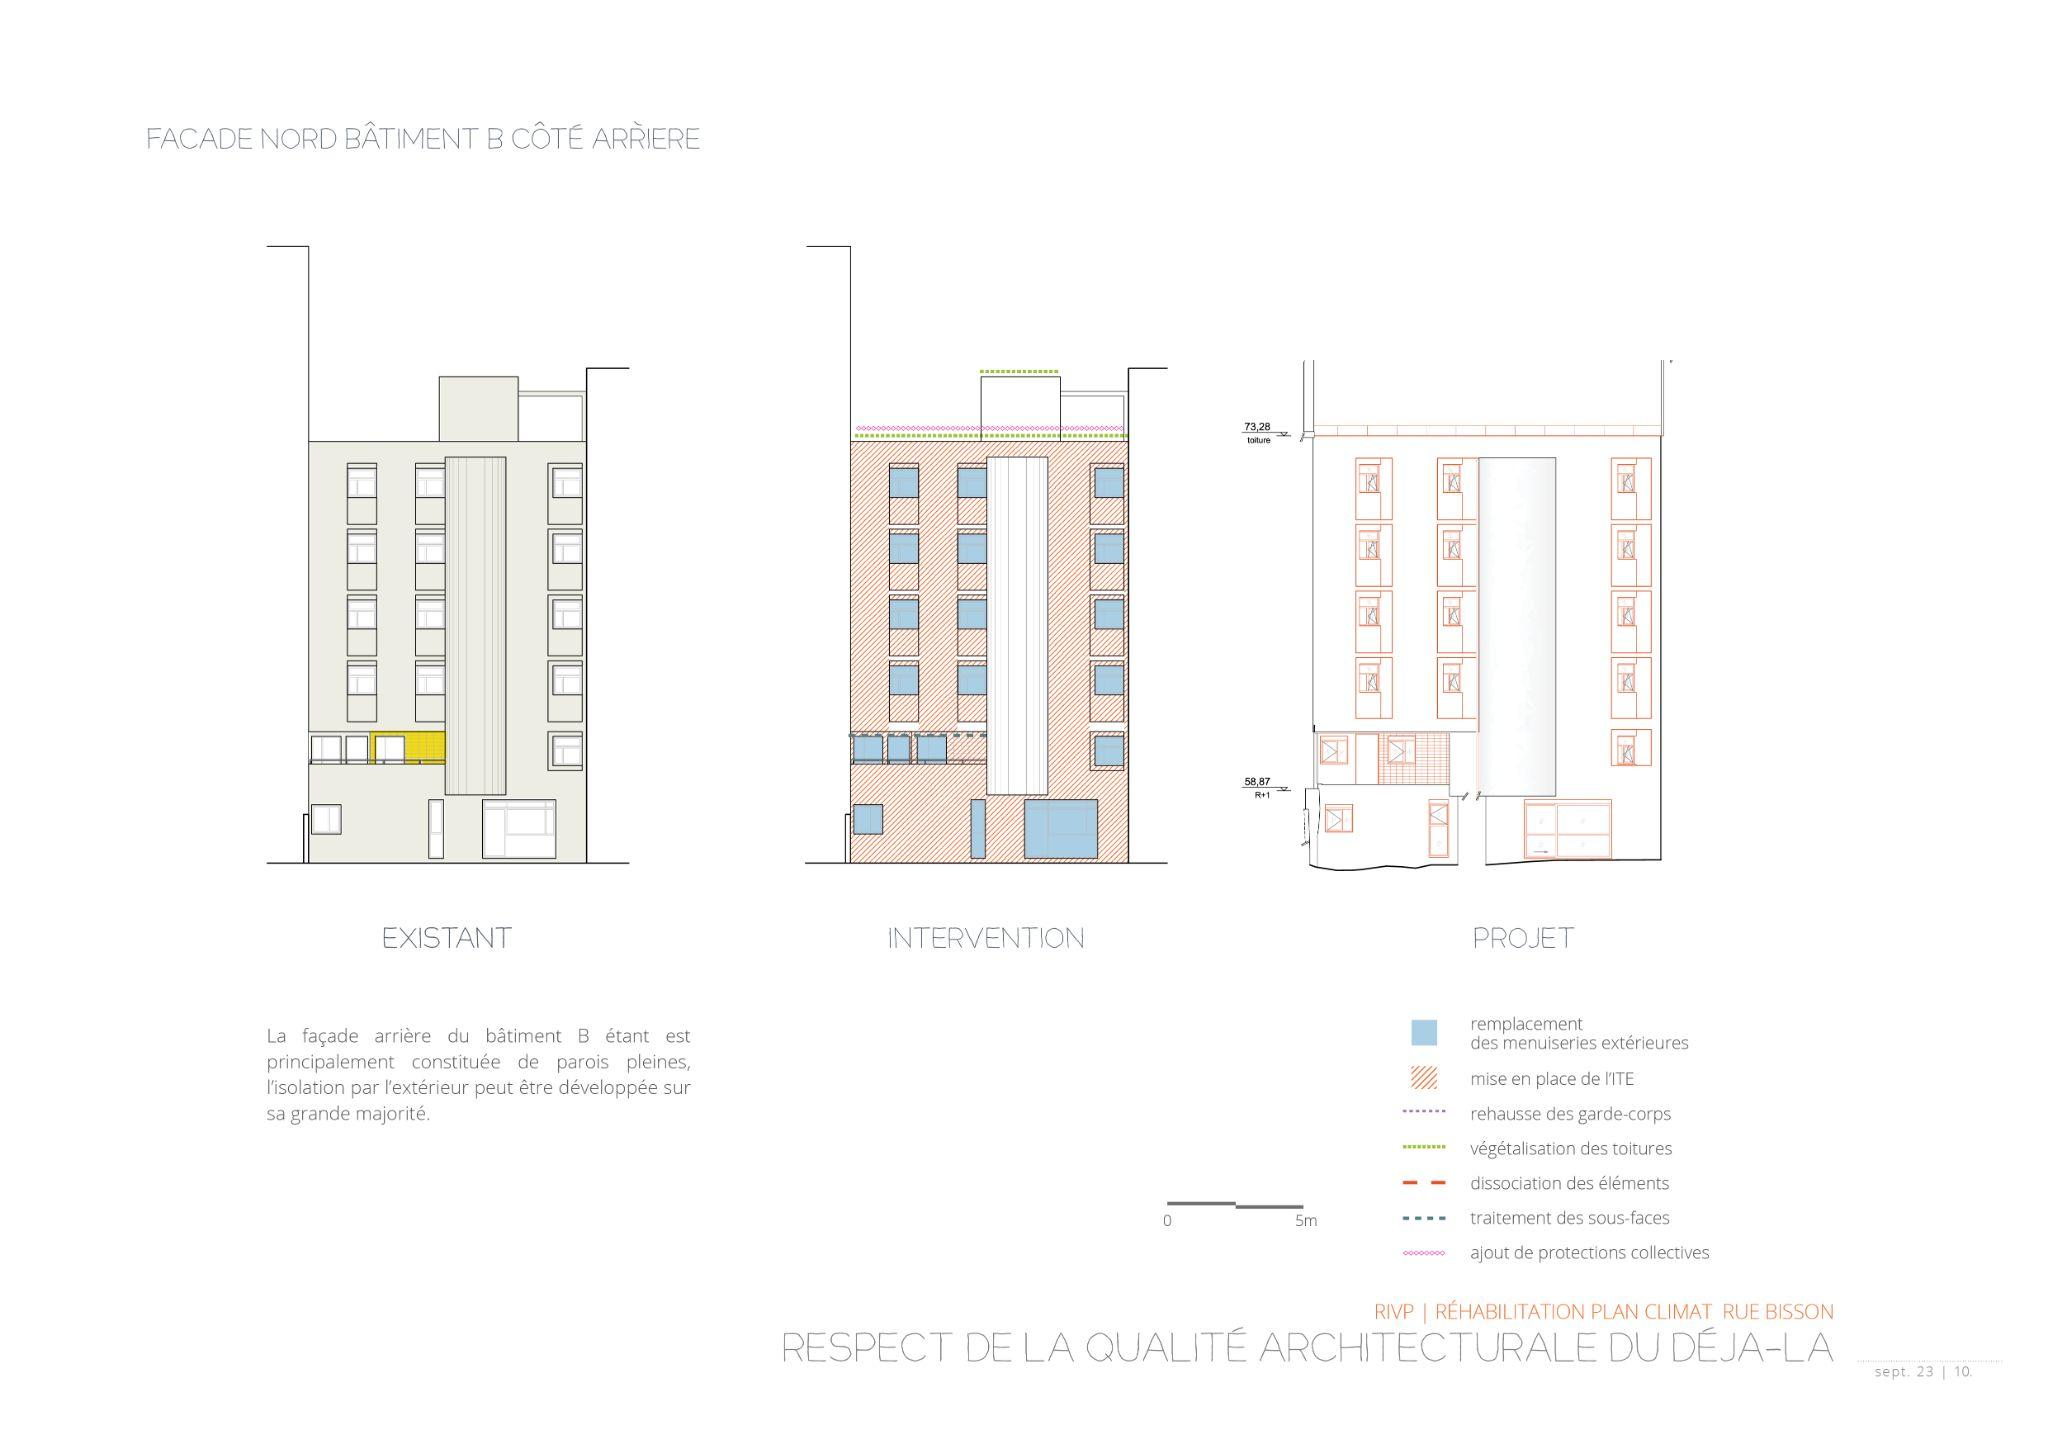 FACADE NORD BÂTIMENT B CÔTÉ ARR̀IERE
73,28
toiture
58,87
R+1
EXISTANT
INTERVENTION
PROJET
La façade arrière du bâtiment B étant est
principalement constituée de parois pleines,
l'isolation par l'extérieur peut être développée sur
sa grande majorité.
remplacement
des menuiseries extérieures
mise en place de l'ITE
rehausse des garde-corps
végétalisation des toitures
dissociation des éléments
traitement des sous-faces
ajout de protections collectives
0 5m
RIVP | RÉHABILITATION PLAN CLIMAT RUE BISSON
RESPECT DE LA QUALITÉ ARCHITECTURALE DU DÉJA-LA
sept. 23 | 10.